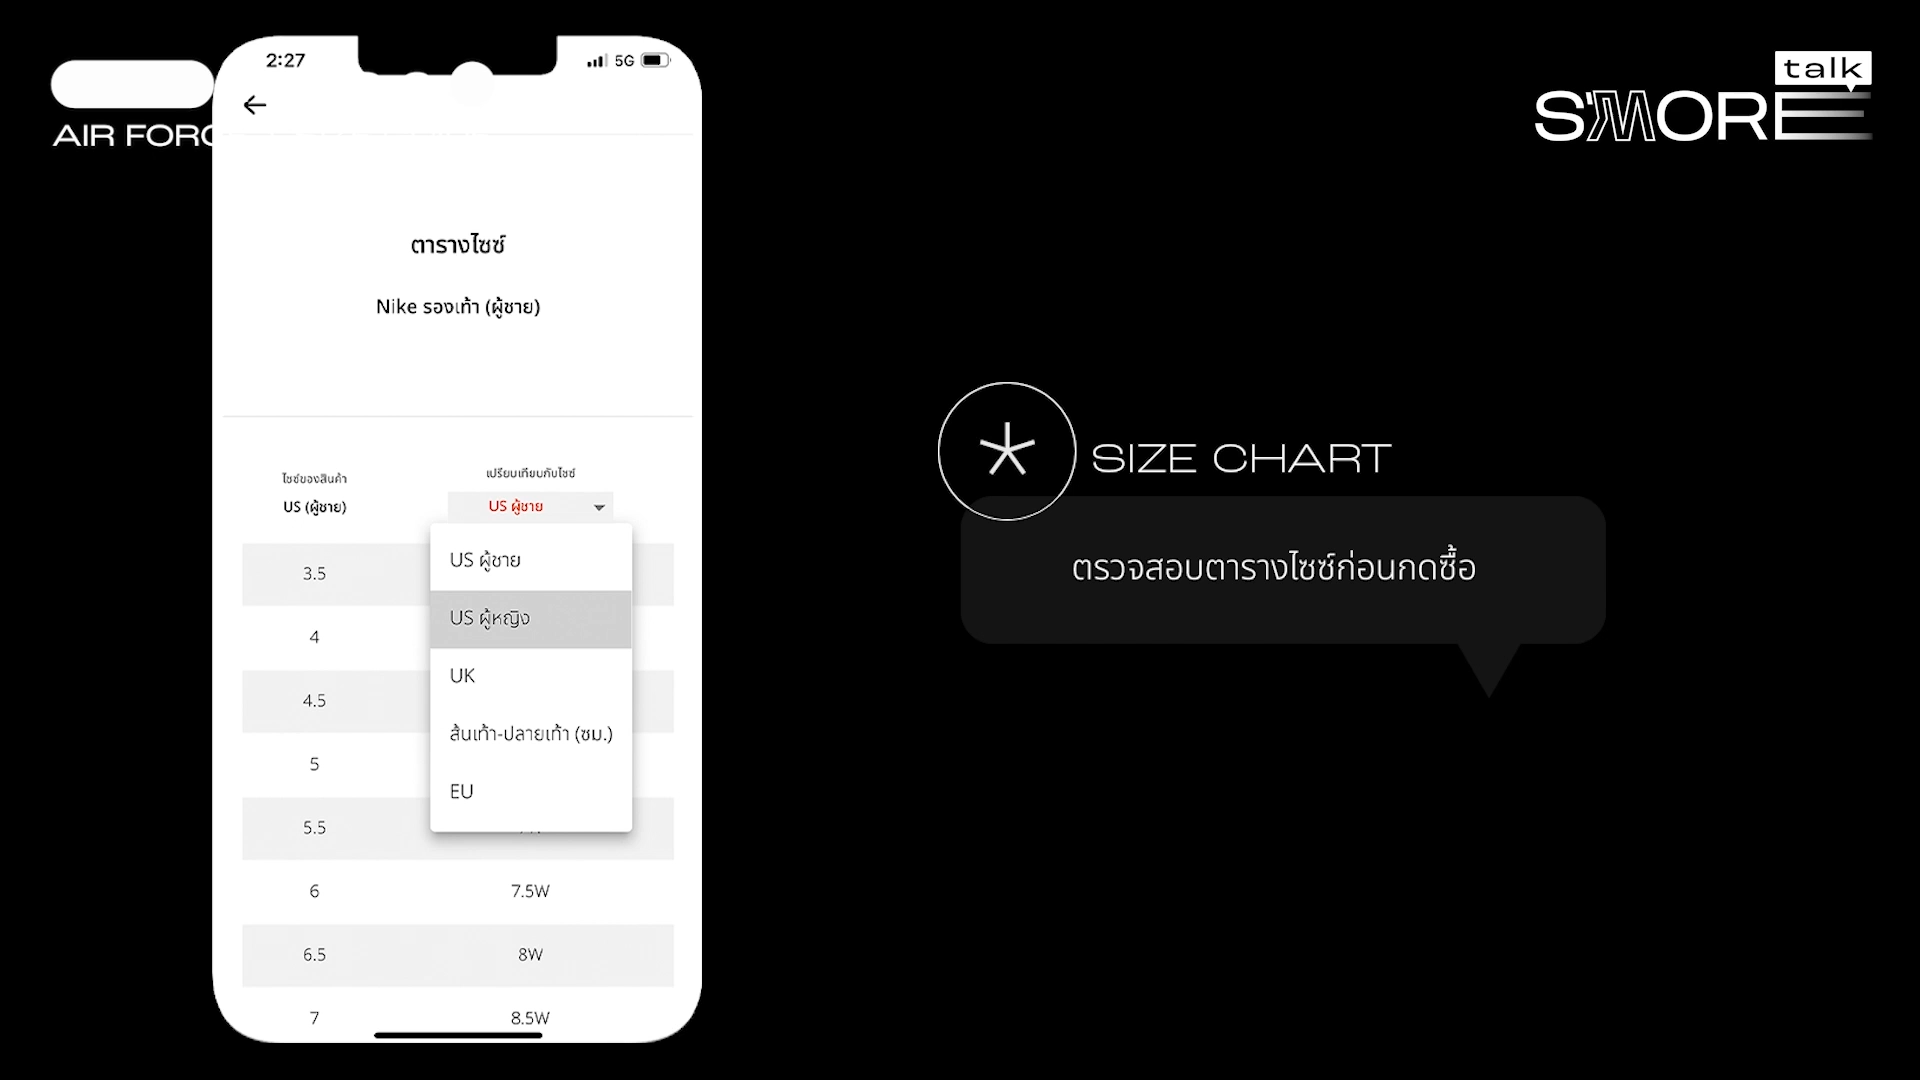 2:27
5G
AIR FORC
talk
S'MORE
ตารางไซซ์
Nike รองเท้า (ผู้ชาย)
ไซซ์ของสินค้า
เปรียบเทียบกับไซซ์
US (ผู้ชาย)
US ผู้ชาย
US ผู้ชาย
US ผู้หญิง
UK
ส้นเท้า-ปลายเท้า (ซม.)
EU
3.5
4
4.5
5
5.5
6 7.5W
6.5 8W
7 8.5W
SIZE CHART
ตรวจสอบตารางไซซ์ก่อนกดซื้อ